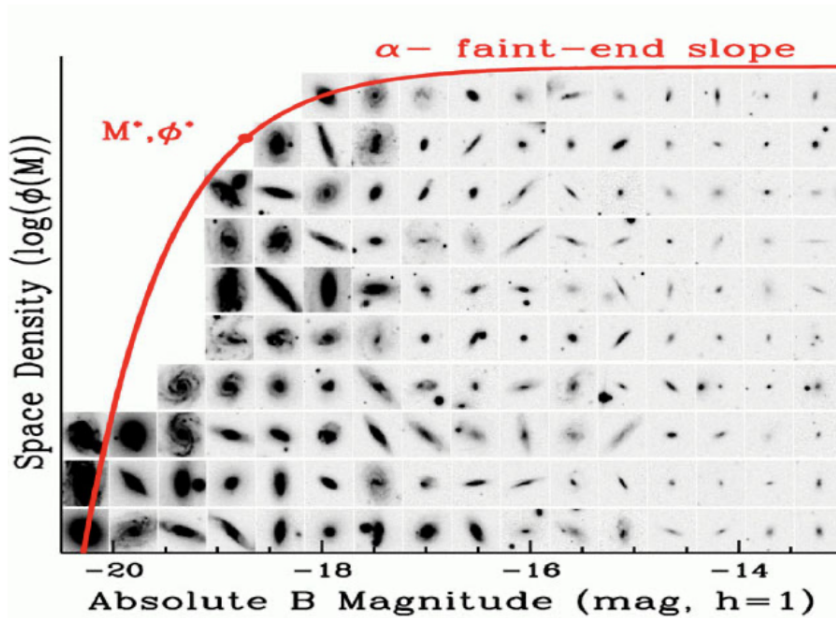 α- faint-end slope
M*,ϕ*
Space Density (log(ϕ(M))
-20 -18 -16 -14
Absolute B Magnitude (mag, h=1)